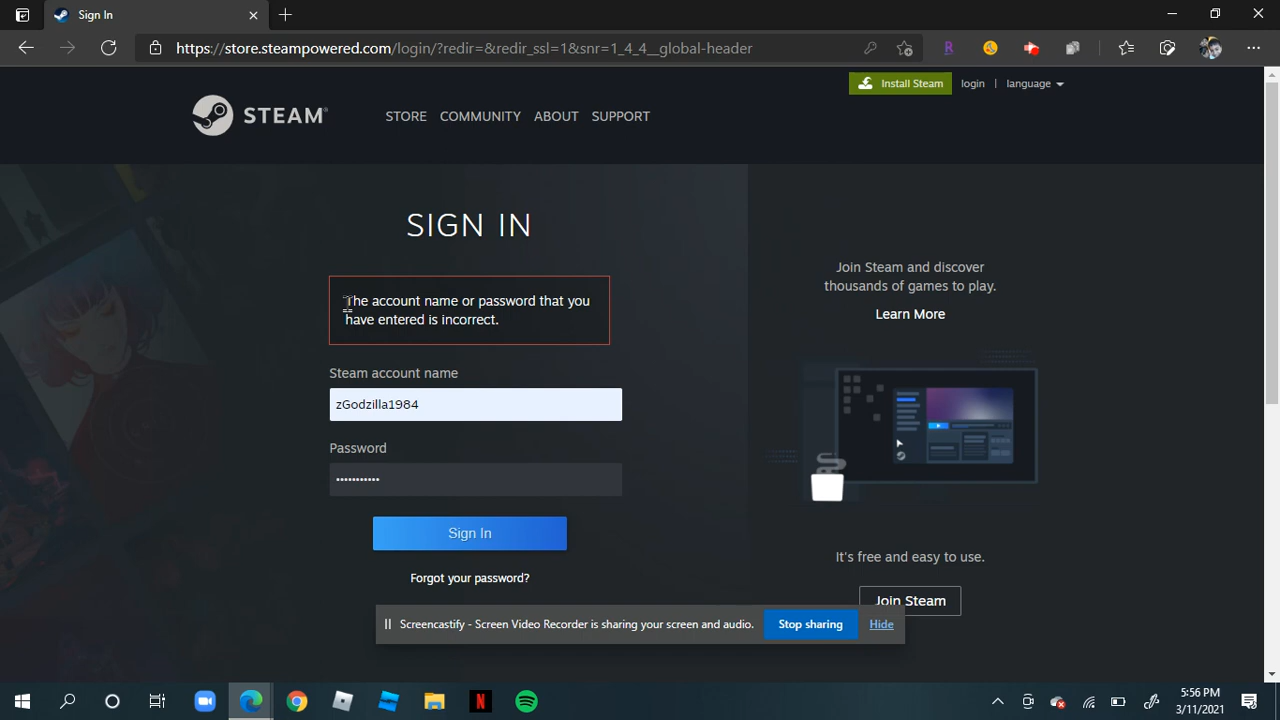 Sign In
https://store.steampowered.com/login/?redir=&redir_ssl=1&snr=1_4_4__global-header
Install Steam login | language
STEAM®
STORE COMMUNITY ABOUT SUPPORT
SIGN IN
The account name or password that you
have entered is incorrect.
Steam account name
zGodzilla1984
Password
•••••••••••
Sign In
Forgot your password?
Join Steam and discover
thousands of games to play.
Learn More
It's free and easy to use.
Join Steam
Screencastify - Screen Video Recorder is sharing your screen and audio. Stop sharing Hide
5:56 PM
3/11/2021